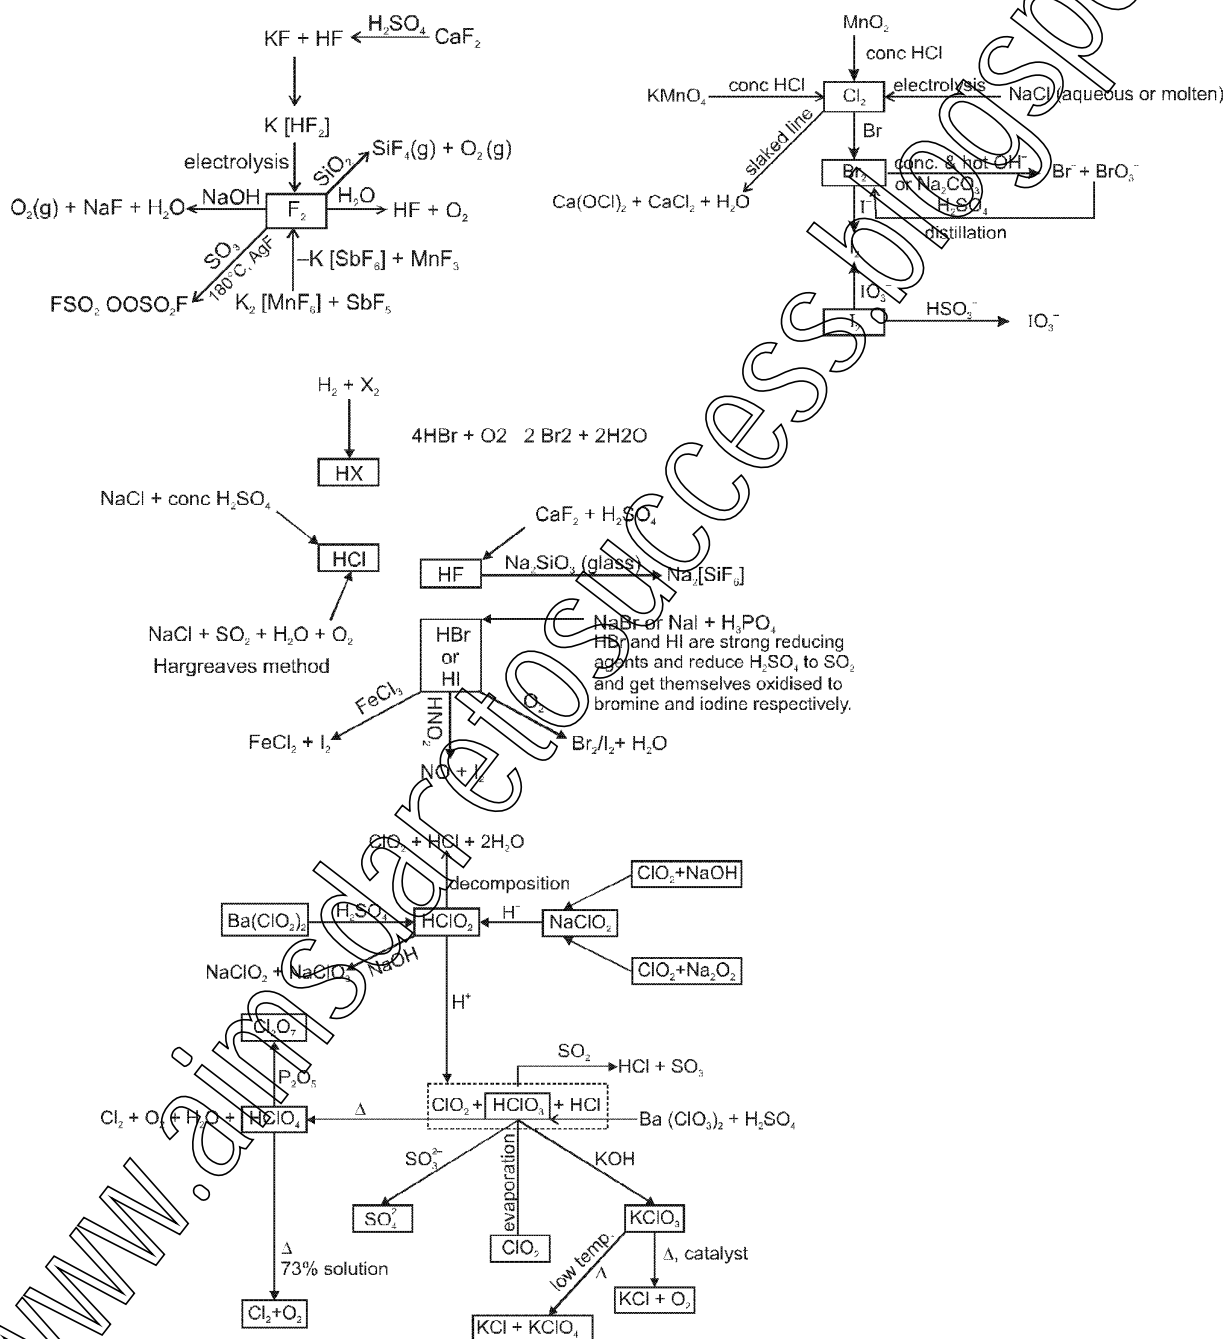 KF + HF H₂SO₄ CaF₂
K [HF₂]
electrolysis
SiO₂
SiF₄(g) + O₂ (g)
O₂(g) + NaF + H₂O NaOH F₂ H₂O HF + O₂
SO₃
180°C, AgF
FSO₂ OOSO₂F
–K [SbF₆] + MnF₃
K₂ [MnF₆] + SbF₅
MnO₂
conc HCl
KMnO₄ conc HCl Cl₂ electrolysis NaCl (aqueous or molten)
slaked line
Br
Ca(OCl)₂ + CaCl₂ + H₂O
Br₂ conc. & hot OH⁻ Br⁻ + BrO₃⁻
or Na₂CO₃
I⁻ H₂SO₄
distillation
I₂
IO₃⁻
I₂ HSO₃⁻ IO₃⁻
H₂ + X₂
4HBr + O2 2 Br2 + 2H2O
HX
NaCl + conc H₂SO₄
HCl
NaCl + SO₂ + H₂O + O₂
Hargreaves method
CaF₂ + H₂SO₄
HF Na₂SiO₃ (glass) Na₂[SiF₆]
HBr
or
HI
NaBr or NaI + H₃PO₄
HBr and HI are strong reducing
agents and reduce H₂SO₄ to SO₂
and get themselves oxidised to
bromine and iodine respectively.
FeCl₃ HNO₂ O₂
FeCl₂ + I₂ Br₂/I₂+ H₂O
NO + I₂
ClO₂ + HCl + 2H₂O
decomposition
ClO₂+NaOH
Ba(ClO₂)₂ H₂SO₄ HClO₂ H⁻ NaClO₂
NaClO₂ + NaClO₃ NaOH
ClO₂+Na₂O₂
H⁺
Cl₂O₇
P₂O₅
SO₂ HCl + SO₃
Cl₂ + O₂ + H₂O + HClO₄ Δ ClO₂ + HClO₃ + HCl Ba (ClO₃)₂ + H₂SO₄
SO₃²⁻ evaporation KOH
SO₄² ClO₂ KClO₃
Δ
73% solution
low temp. Δ
Δ, catalyst
Cl₂+O₂
KCl + O₂
KCl + KClO₄
www.aimsdaretosuccess.blogspo